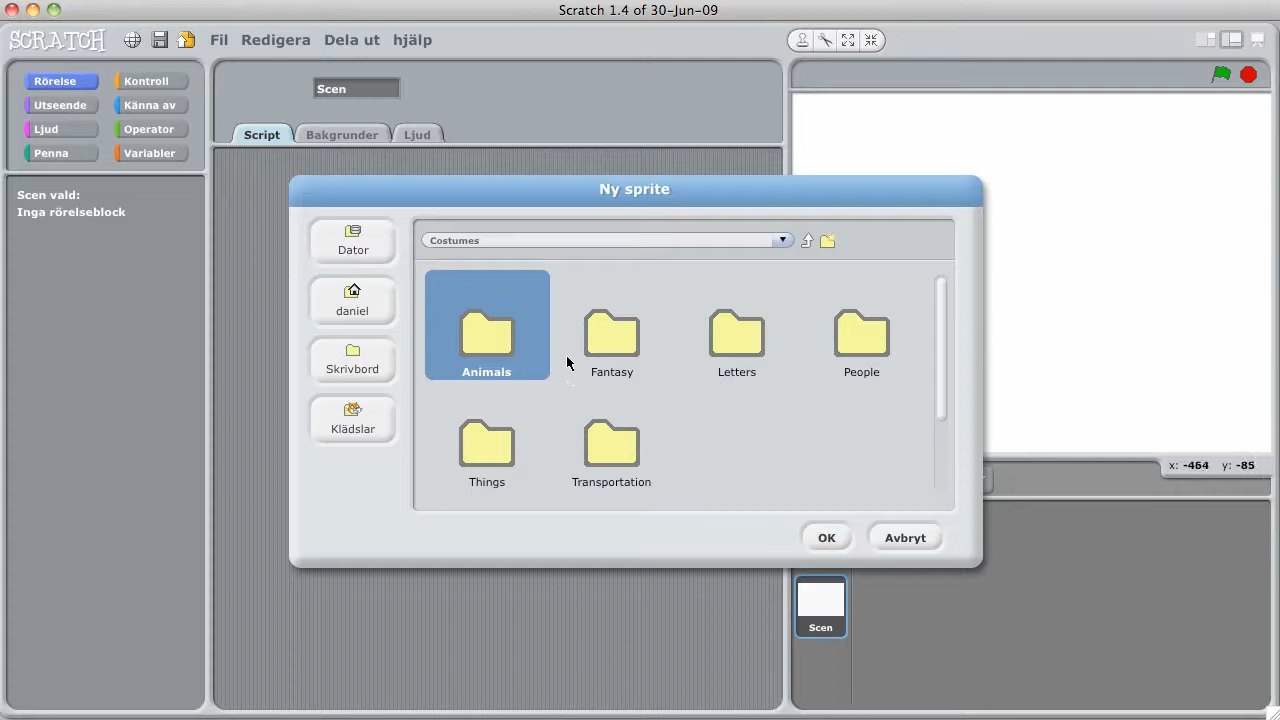 Scratch 1.4 of 30-Jun-09
SCRATCH
Fil Redigera Dela ut hjälp
Rörelse Kontroll
Utseende Känna av
Ljud Operator
Penna Variabler
Scen
Script Bakgrunder Ljud
Scen vald:
Inga rörelseblock
Ny sprite
Dator
daniel
Skrivbord
Klädslar
Costumes
Animals Fantasy Letters People
Things Transportation
OK Avbryt
x: -464 y: -85
Scen